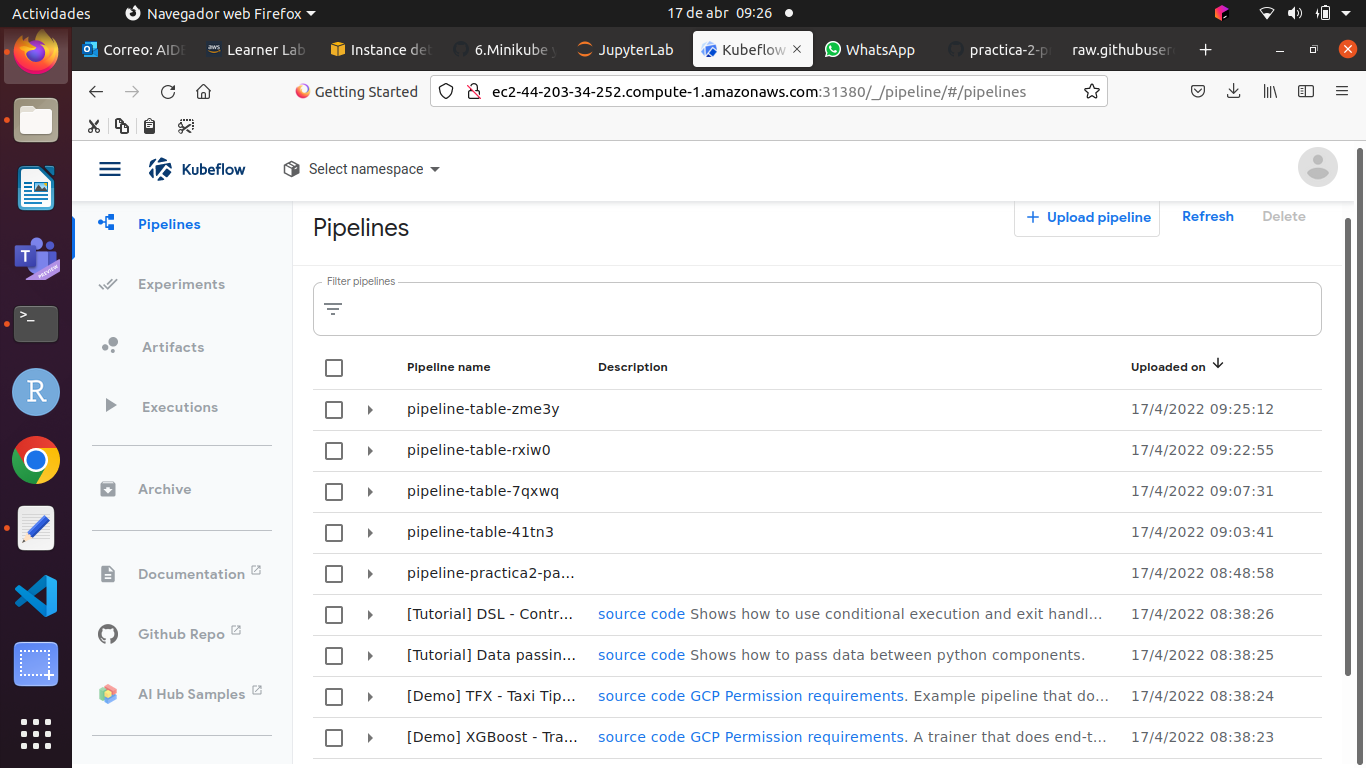 Actividades
Navegador web Firefox
17 de abr 09:26
Correo: AIDE
Learner Lab
Instance det
6.Minikube y
JupyterLab
Kubeflow
WhatsApp
practica-2-p
raw.githubuser
Getting Started
ec2-44-203-34-252.compute-1.amazonaws.com:31380/_/pipeline/#/pipelines
Kubeflow
Select namespace
Pipelines
Experiments
Artifacts
Executions
Archive
Documentation
Github Repo
AI Hub Samples
Pipelines
+ Upload pipeline
Refresh
Delete
Filter pipelines
Pipeline name Description Uploaded on
pipeline-table-zme3y 17/4/2022 09:25:12
pipeline-table-rxiw0 17/4/2022 09:22:55
pipeline-table-7qxwq 17/4/2022 09:07:31
pipeline-table-41tn3 17/4/2022 09:03:41
pipeline-practica2-pa... 17/4/2022 08:48:58
[Tutorial] DSL - Contr... source code Shows how to use conditional execution and exit handl... 17/4/2022 08:38:26
[Tutorial] Data passin... source code Shows how to pass data between python components. 17/4/2022 08:38:25
[Demo] TFX - Taxi Tip... source code GCP Permission requirements. Example pipeline that do... 17/4/2022 08:38:24
[Demo] XGBoost - Tra... source code GCP Permission requirements. A trainer that does end-t... 17/4/2022 08:38:23
T
PREVIEW
>_
R
aws